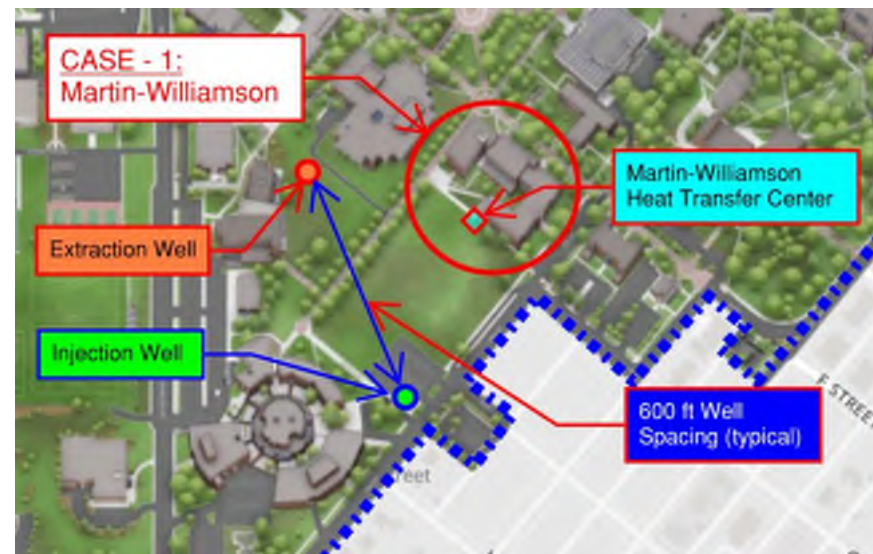 CASE - 1:
Martin-Williamson
Martin-Williamson
Heat Transfer Center
Extraction Well
Injection Well
600 ft Well
Spacing (typical)
F STREET
reet